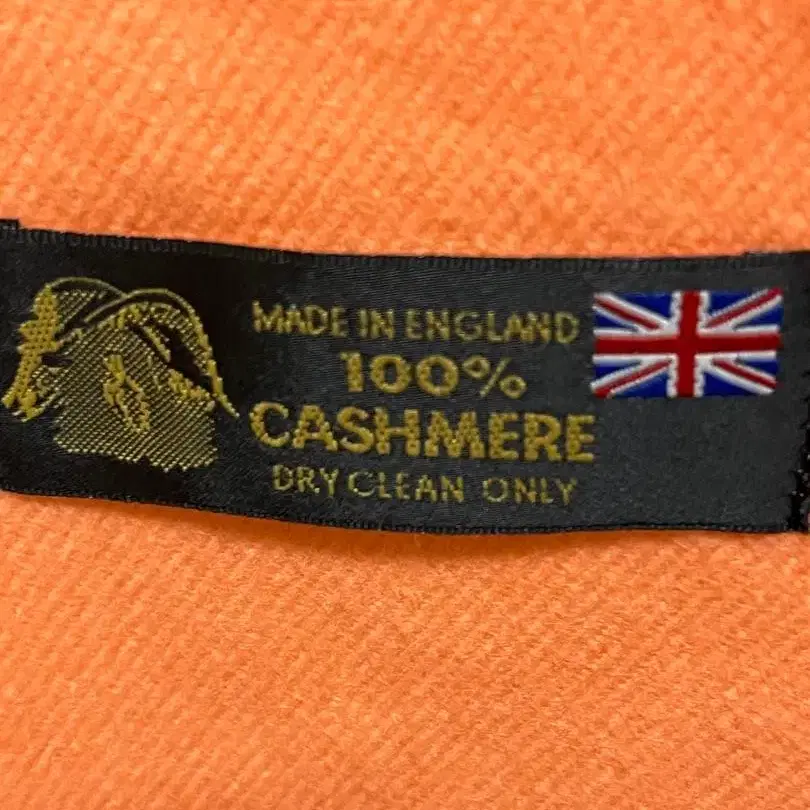 MADE IN ENGLAND
100%
CASHMERE
DRY CLEAN ONLY